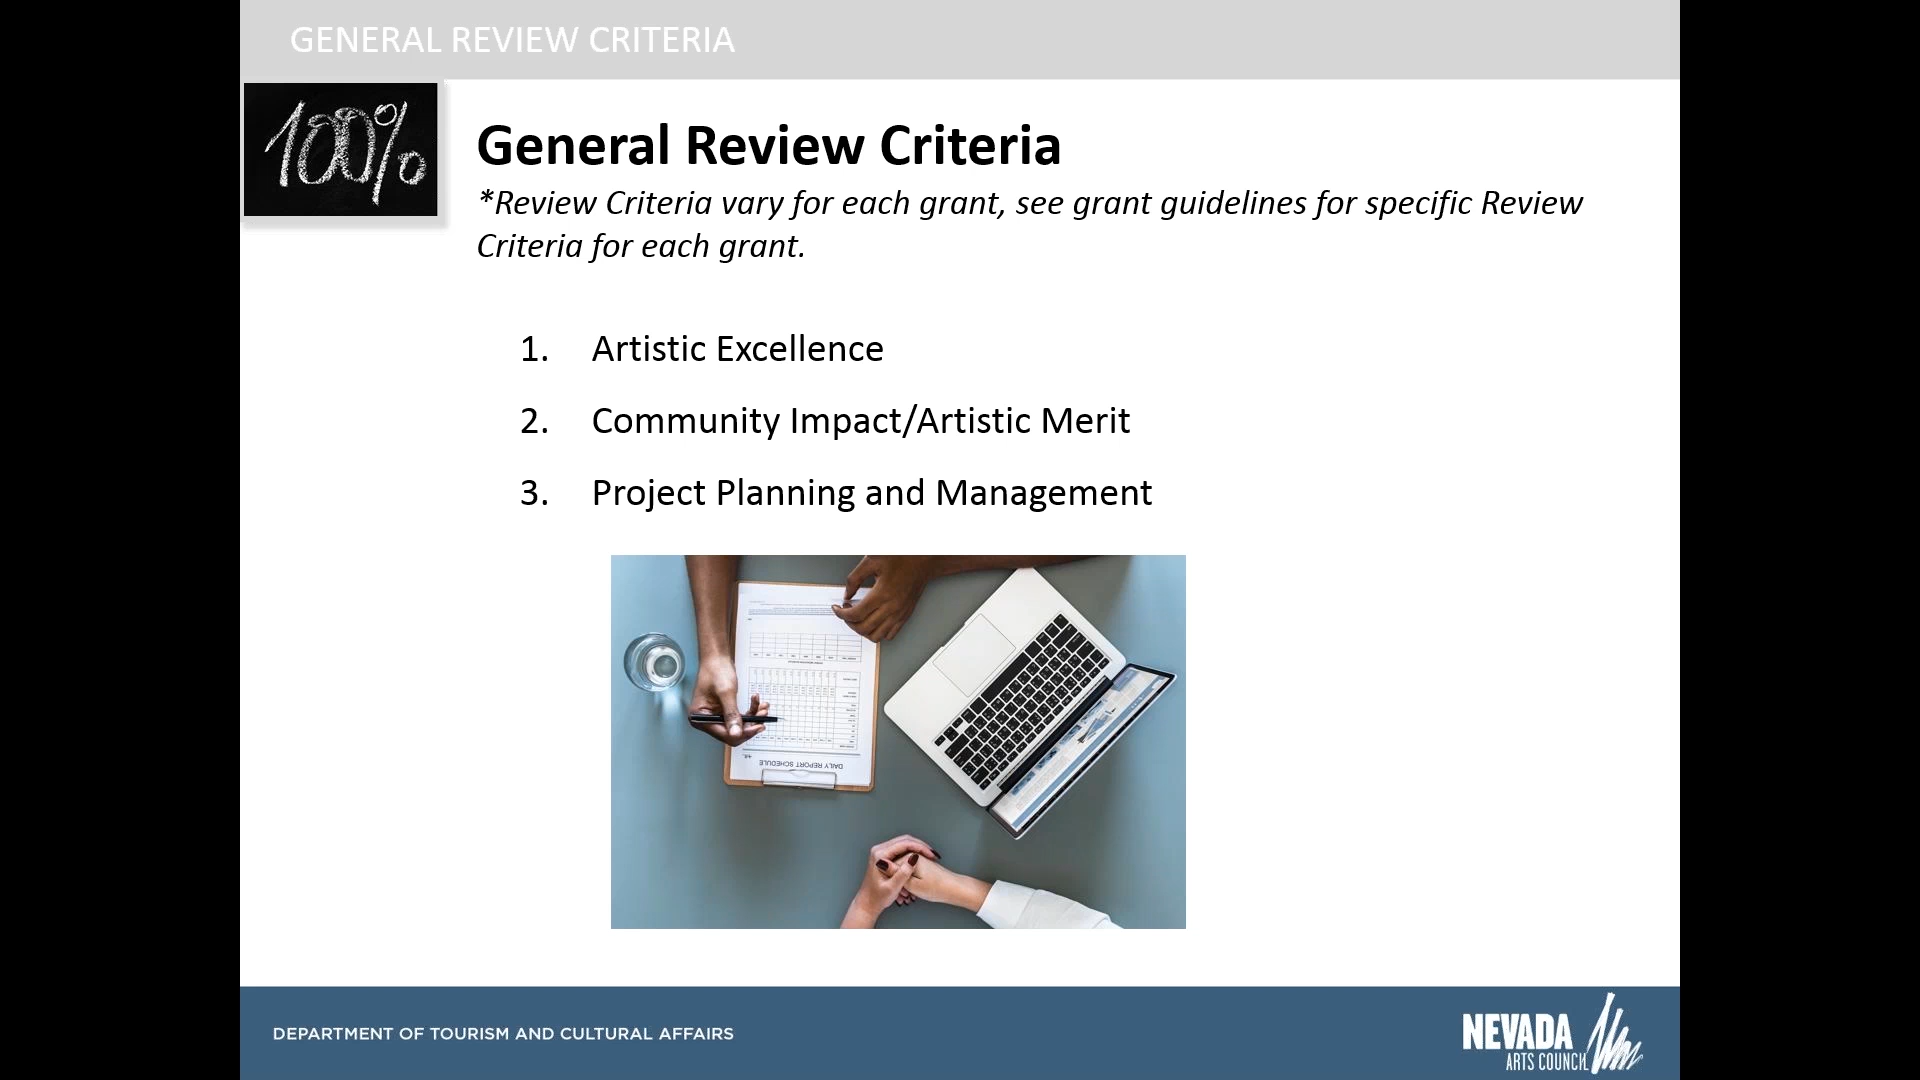 GENERAL REVIEW CRITERIA
100%
General Review Criteria
*Review Criteria vary for each grant, see grant guidelines for specific Review
Criteria for each grant.
1. Artistic Excellence
2. Community Impact/Artistic Merit
3. Project Planning and Management
DAILY REPORT SCHEDULE
DEPARTMENT OF TOURISM AND CULTURAL AFFAIRS
NEVADA
ARTS COUNCIL